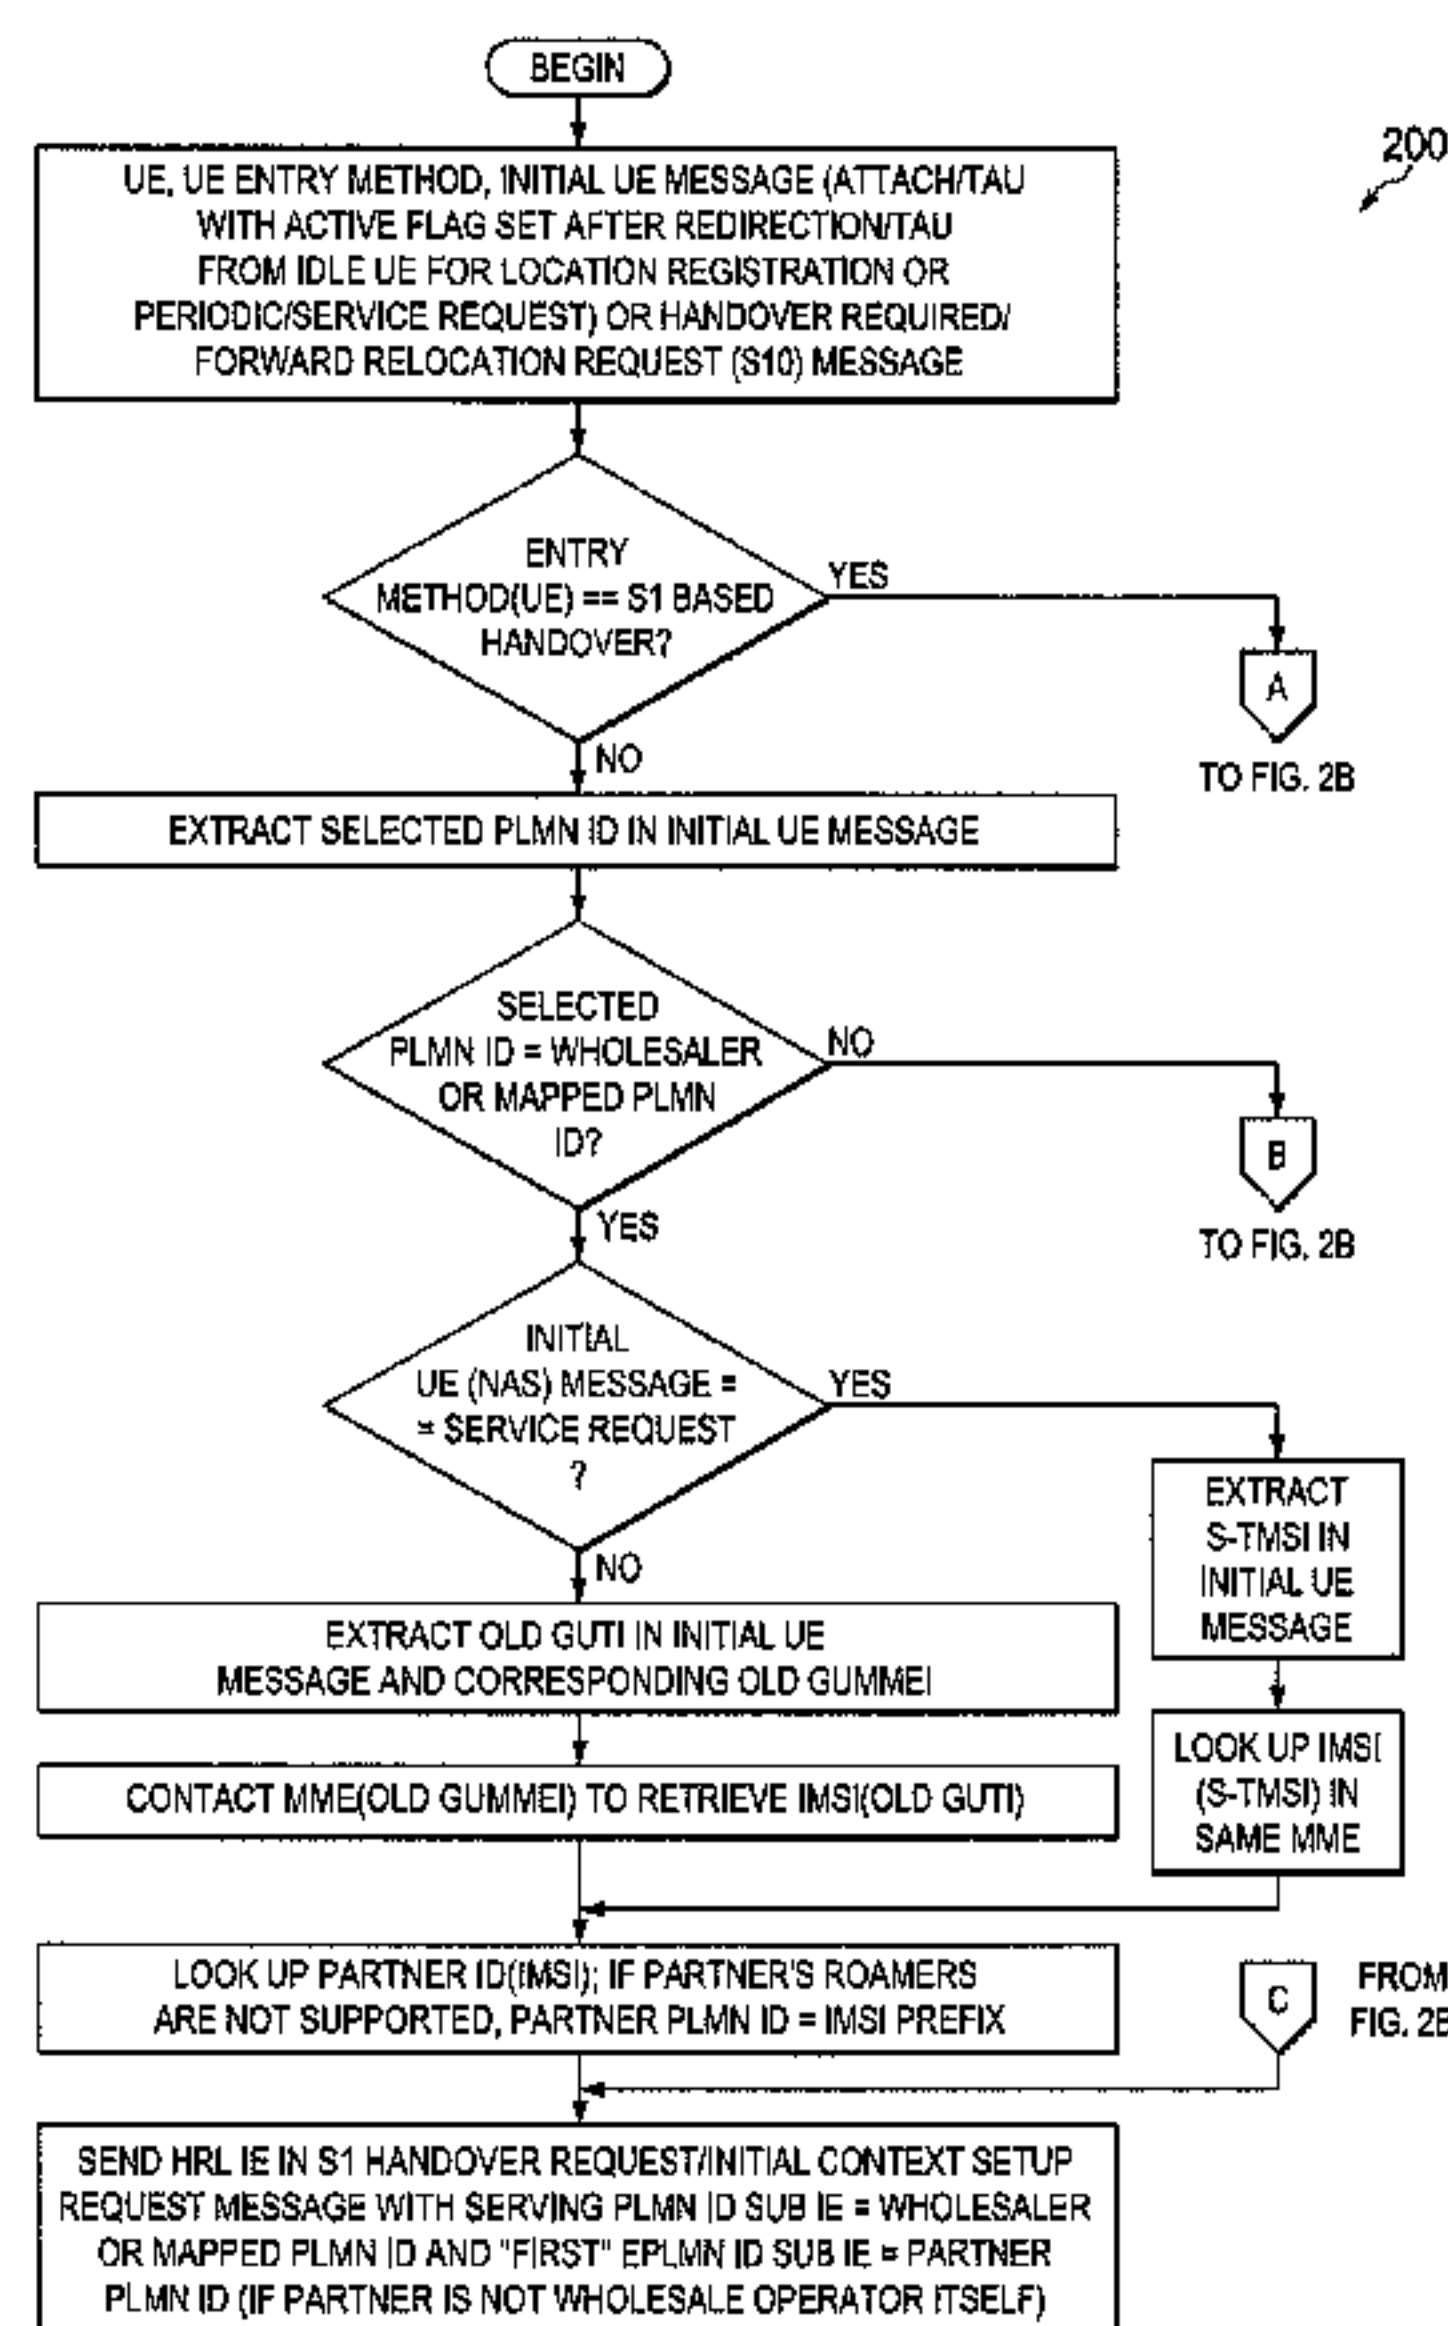 BEGIN
200
UE, UE ENTRY METHOD, INITIAL UE MESSAGE (ATTACH/TAU
WITH ACTIVE FLAG SET AFTER REDIRECTION/TAU
FROM IDLE UE FOR LOCATION REGISTRATION OR
PERIODIC/SERVICE REQUEST) OR HANDOVER REQUIRED/
FORWARD RELOCATION REQUEST (S10) MESSAGE
ENTRY
METHOD(UE) == S1 BASED
HANDOVER?
YES
A
TO FIG. 2B
NO
EXTRACT SELECTED PLMN ID IN INITIAL UE MESSAGE
SELECTED
PLMN ID = WHOLESALER
OR MAPPED PLMN
ID?
NO
B
TO FIG. 2B
YES
INITIAL
UE (NAS) MESSAGE =
= SERVICE REQUEST
?
YES
EXTRACT
S-TMSI IN
INITIAL UE
MESSAGE
NO
EXTRACT OLD GUTI IN INITIAL UE
MESSAGE AND CORRESPONDING OLD GUMMEI
LOOK UP IMSI
(S-TMSI) IN
SAME MME
CONTACT MME(OLD GUMMEI) TO RETRIEVE IMSI(OLD GUTI)
LOOK UP PARTNER ID(IMSI); IF PARTNER'S ROAMERS
ARE NOT SUPPORTED, PARTNER PLMN ID = IMSI PREFIX
C
FROM
FIG. 2B
SEND HRL IE IN S1 HANDOVER REQUEST/INITIAL CONTEXT SETUP
REQUEST MESSAGE WITH SERVING PLMN ID SUB IE = WHOLESALER
OR MAPPED PLMN ID AND "FIRST" EPLMN ID SUB IE = PARTNER
PLMN ID (IF PARTNER IS NOT WHOLESALE OPERATOR ITSELF)